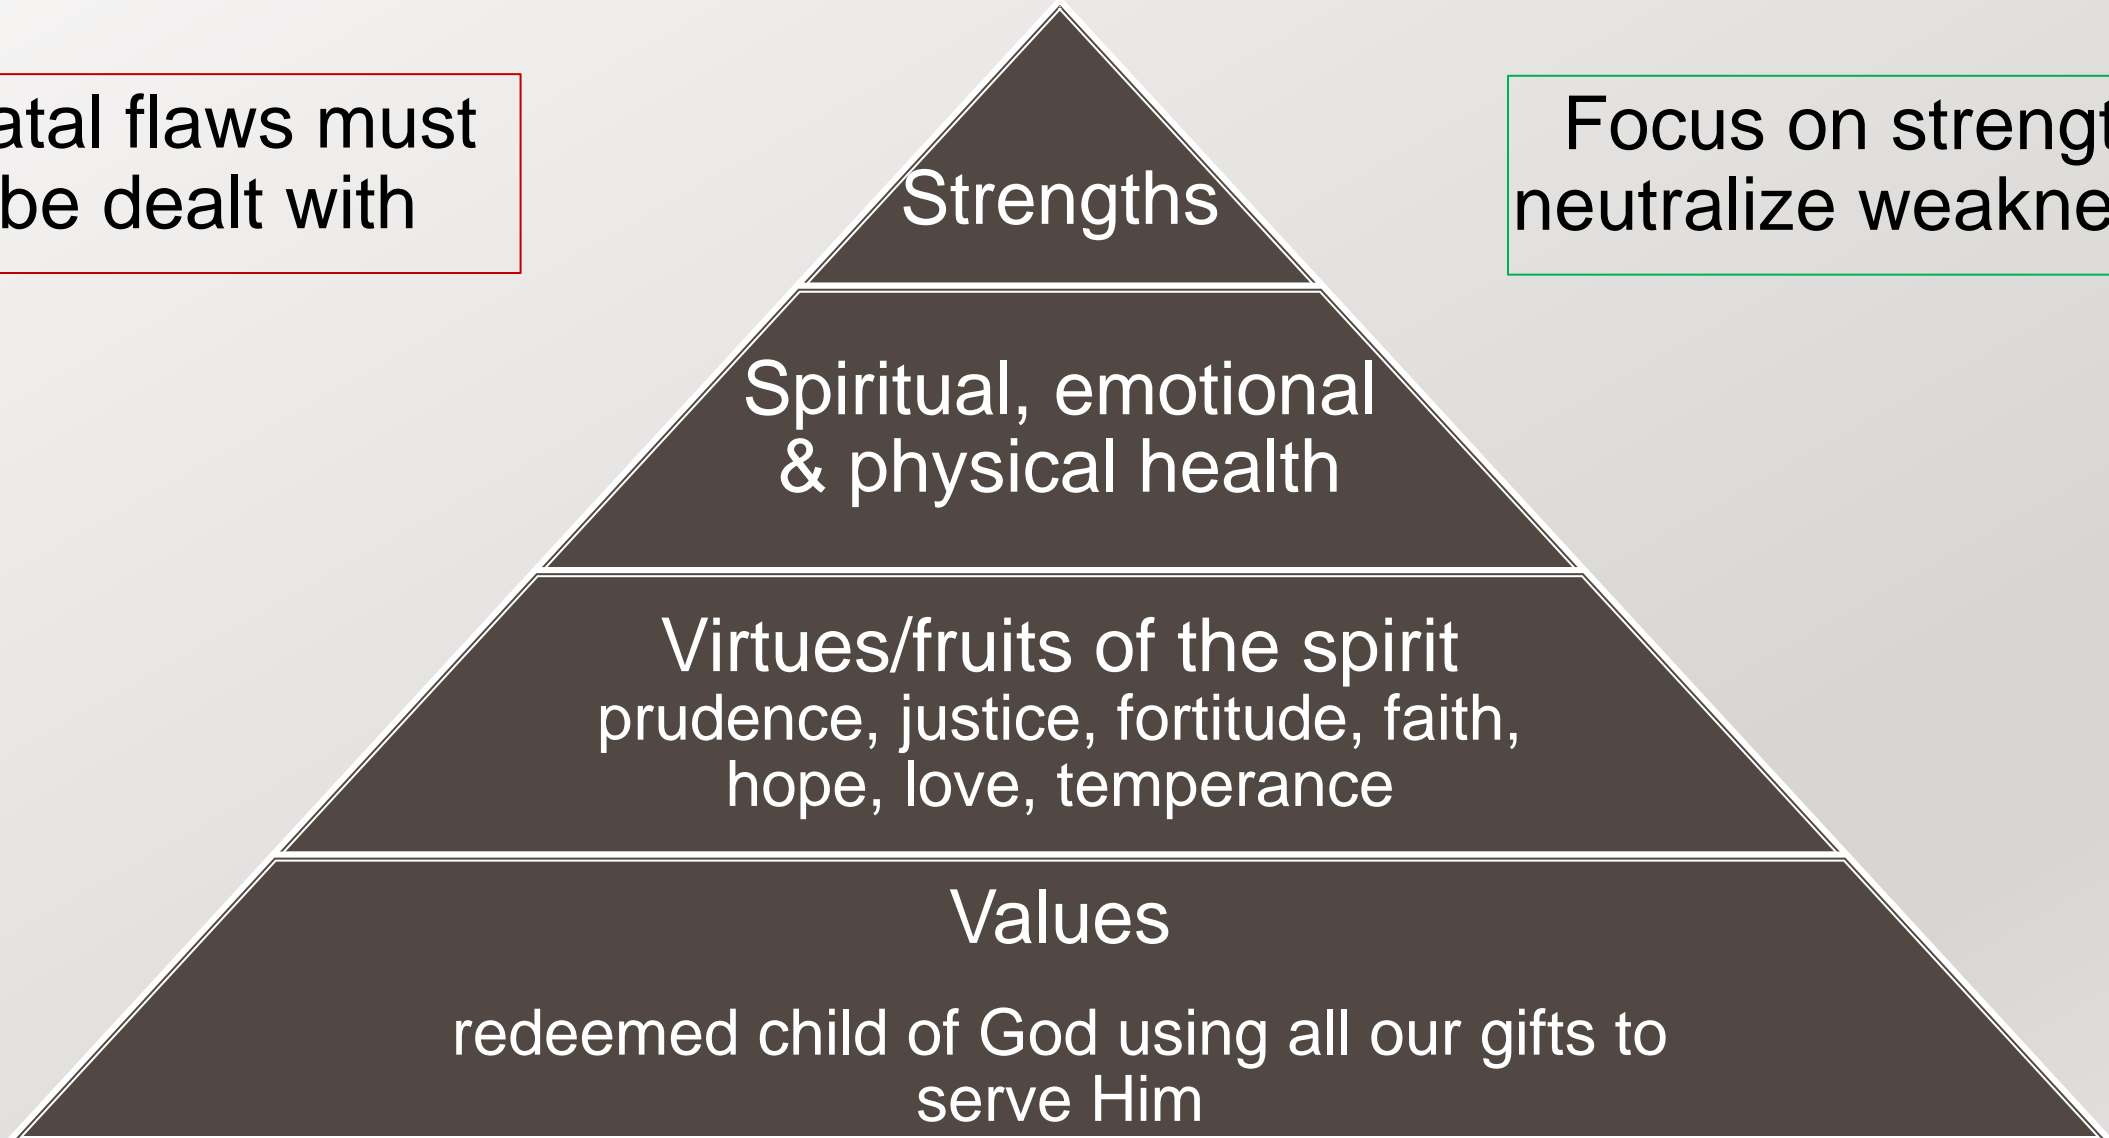 atal flaws must
be dealt with
Focus on strengt
neutralize weakne
Strengths
Spiritual, emotional
& physical health
Virtues/fruits of the spirit
prudence, justice, fortitude, faith,
hope, love, temperance
Values
redeemed child of God using all our gifts to
serve Him